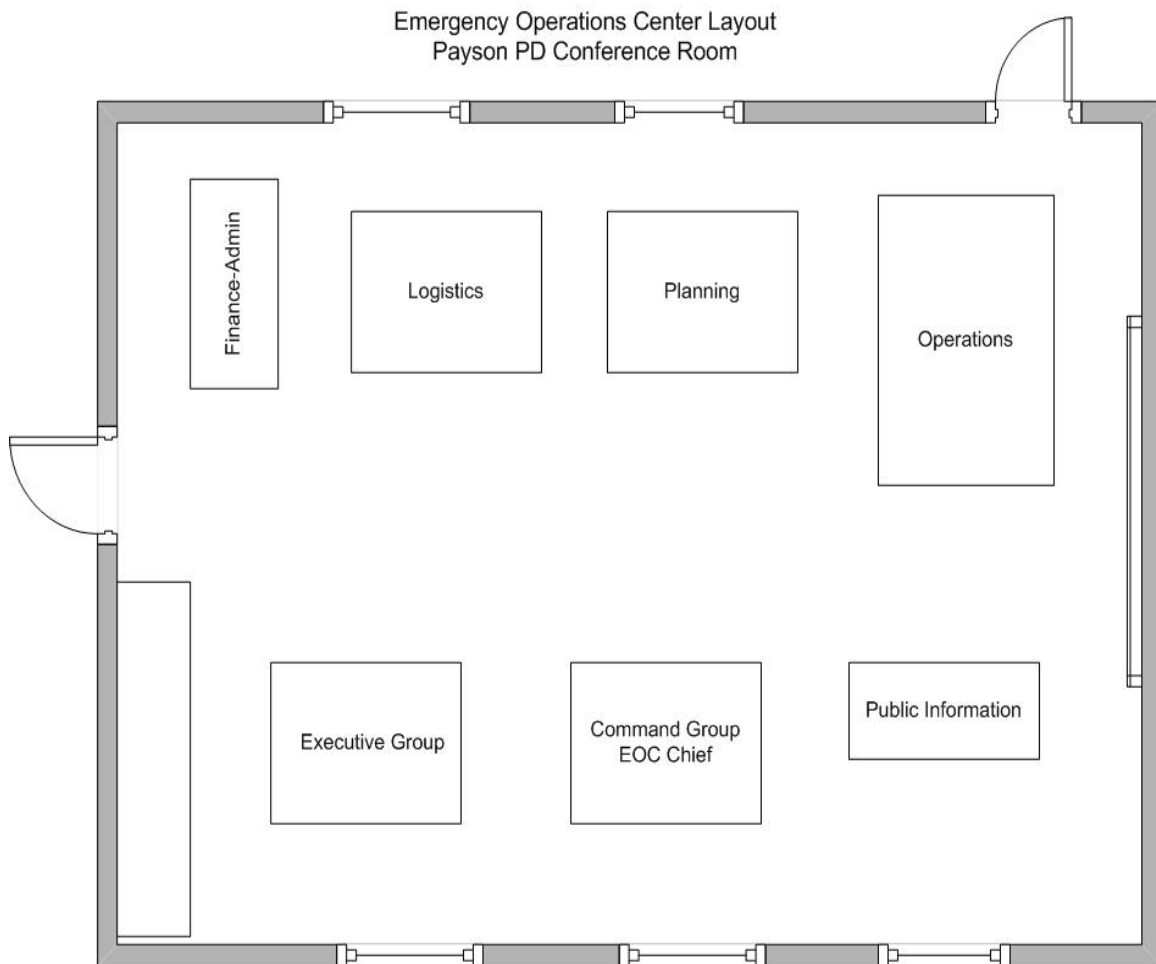 Emergency Operations Center Layout
Payson PD Conference Room
Finance-Admin
Logistics
Planning
Operations
Executive Group
Command Group
EOC Chief
Public Information